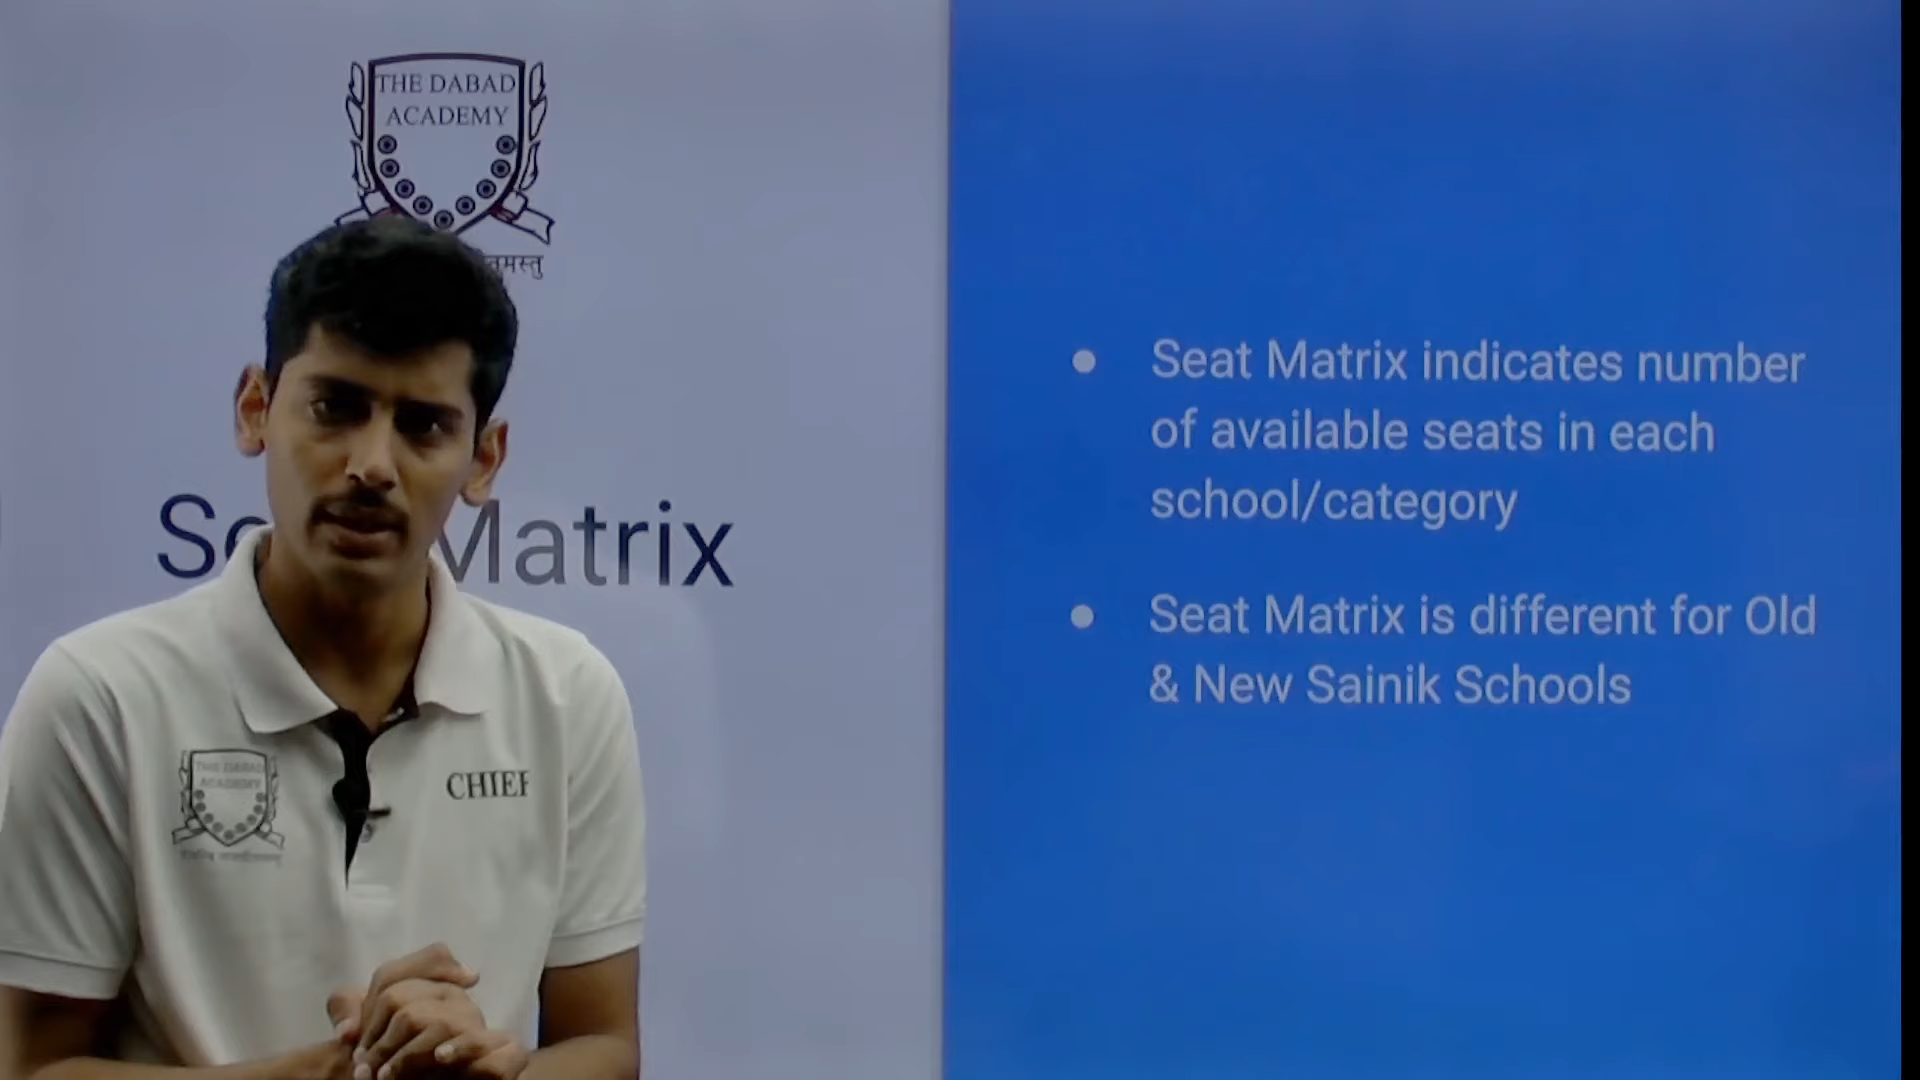 THE DABAD
ACADEMY
Matrix
Seat Matrix indicates number
of available seats in each
school/category
Seat Matrix is different for Old
& New Sainik Schools
THE DABAD
ACADEMY
CHIEF